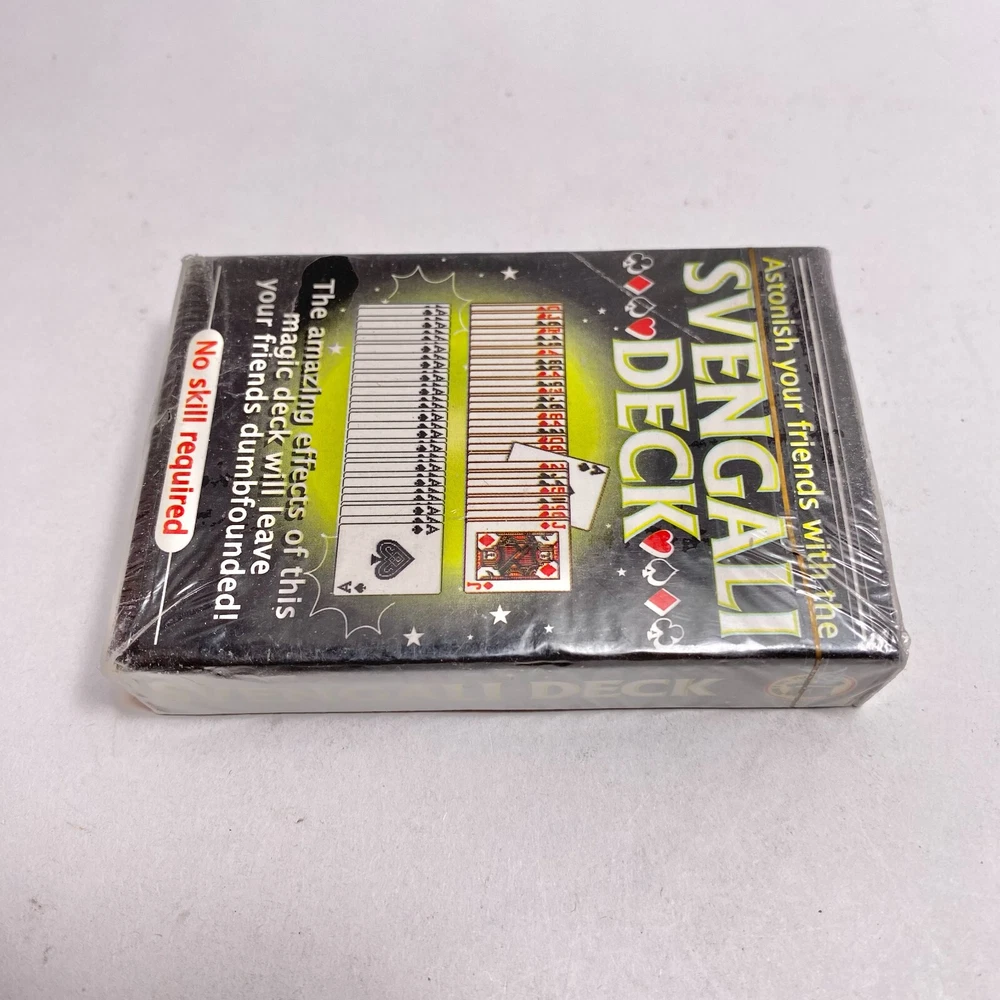 Astonish your friends with the
SVENGALI
DECK
The amazing effects of this
magic deck will leave
your friends dumbfounded!
No skill required
SVENGALI DECK
A
J